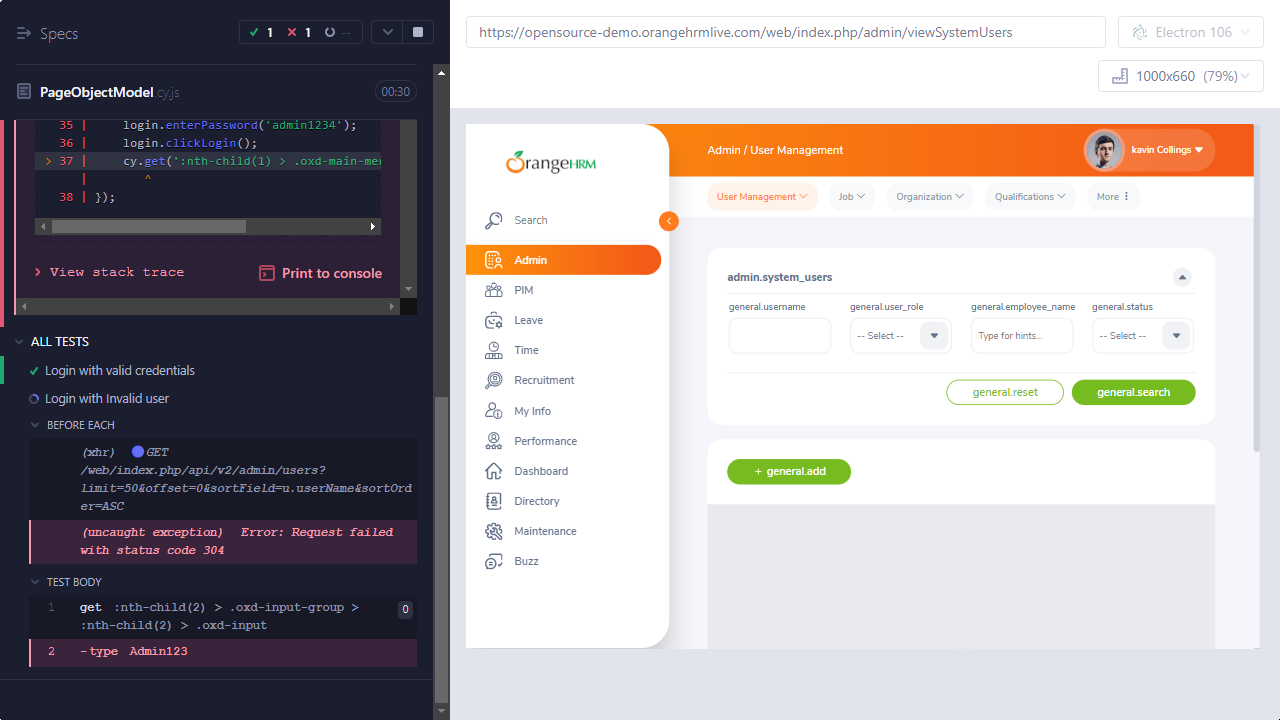 Specs
1
1
--
PageObjectModel.cy.js
00:30
35 | login.enterPassword('admin1234');
36 | login.clickLogin();
> 37 | cy.get(':nth-child(1) > .oxd-main-me
| ^
38 | });
> View stack trace
Print to console
ALL TESTS
Login with valid credentials
Login with Invalid user
BEFORE EACH
(xhr) GET
/web/index.php/api/v2/admin/users?
limit=50&offset=0&sortField=u.userName&sortOrd
er=ASC
(uncaught exception) Error: Request failed
with status code 304
TEST BODY
1 get :nth-child(2) > .oxd-input-group >
:nth-child(2) > .oxd-input
0
2 -type Admin123
https://opensource-demo.orangehrmlive.com/web/index.php/admin/viewSystemUsers
Electron 106
1000x660 (79%)
OrangeHRM
Search
Admin
PIM
Leave
Time
Recruitment
My Info
Performance
Dashboard
Directory
Maintenance
Buzz
Admin / User Management
kavin Collings
User Management
Job
Organization
Qualifications
More
admin.system_users
general.username
general.user_role
general.employee_name
general.status
-- Select --
Type for hints...
-- Select --
general.reset
general.search
+ general.add